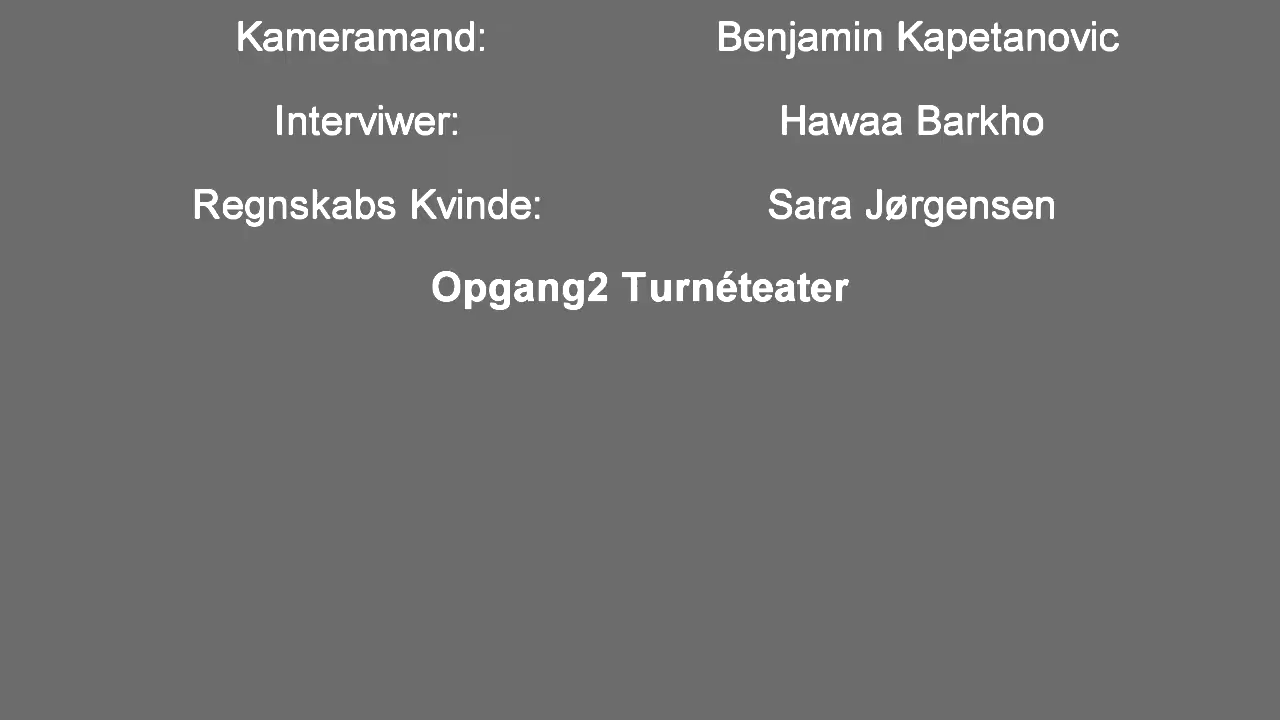 Kameramand: Benjamin Kapetanovic
Interviwer: Hawaa Barkho
Regnskabs Kvinde: Sara Jørgensen
Opgang2 Turnéteater